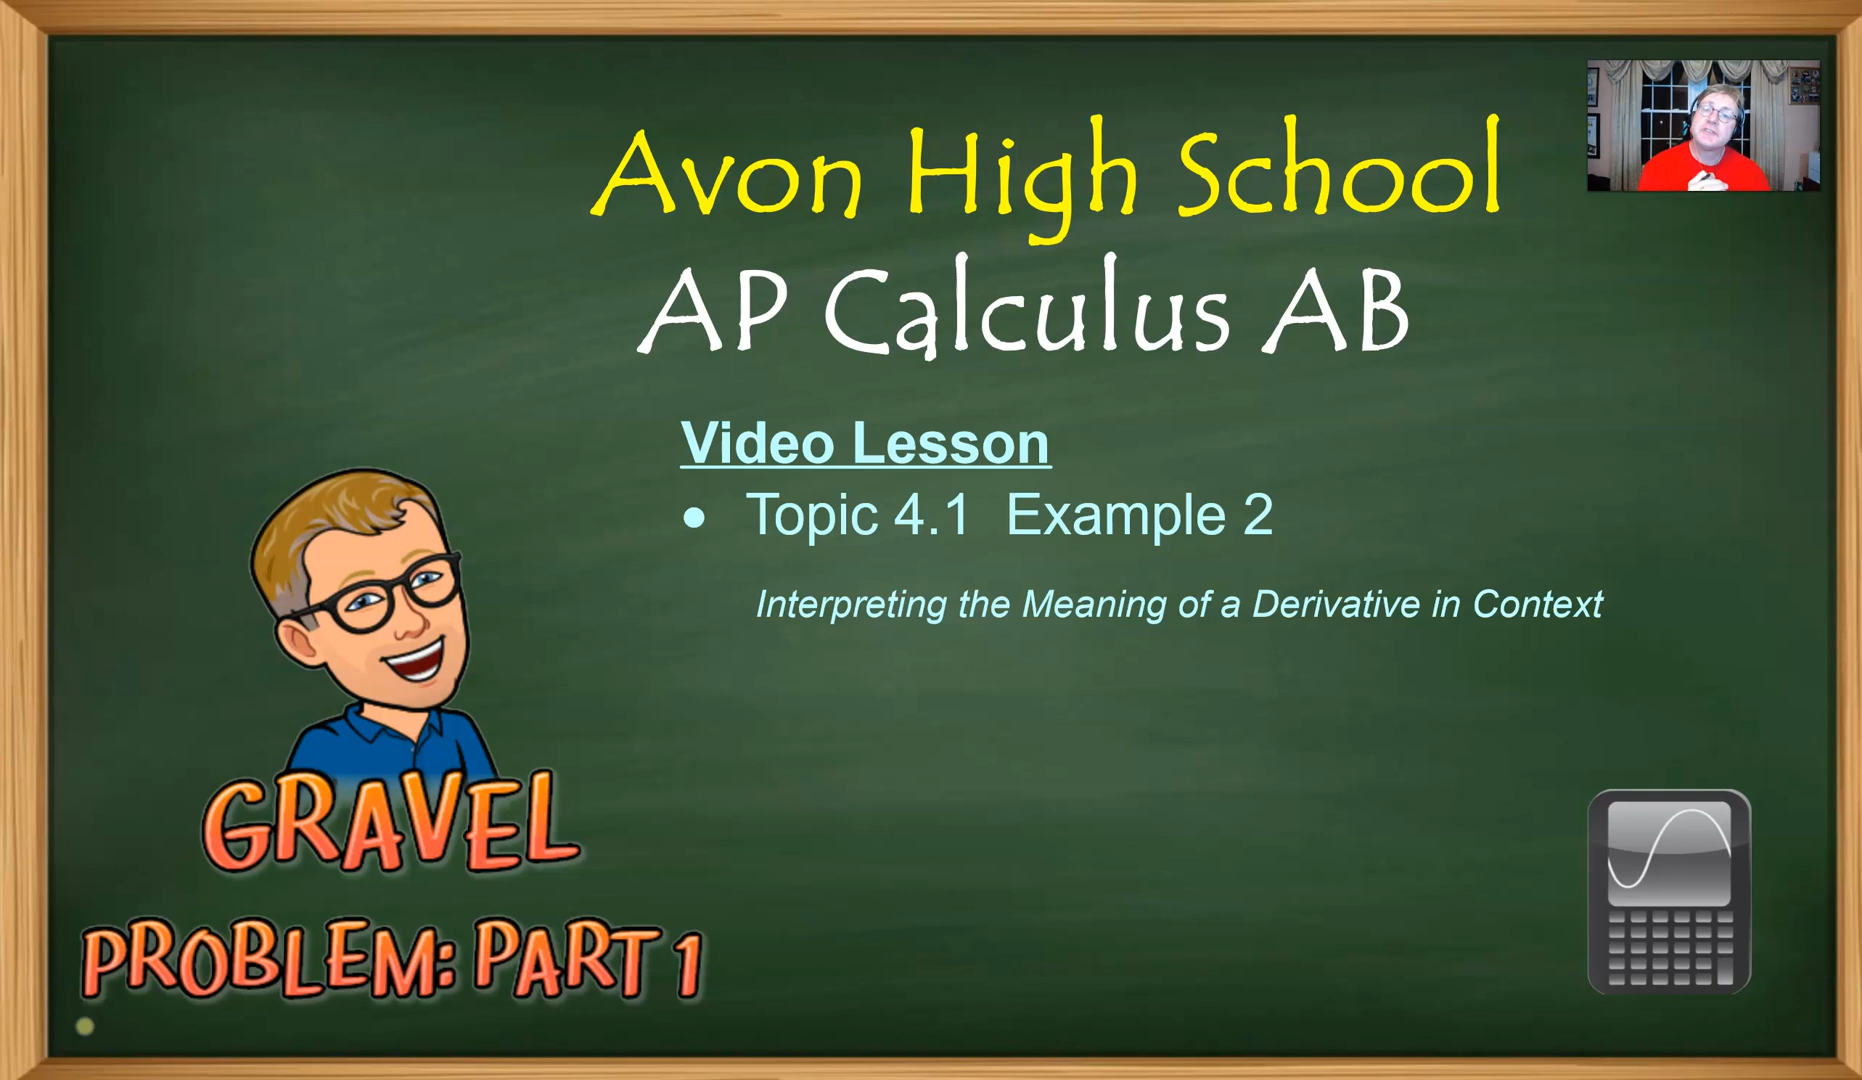 Avon High School
AP Calculus AB
Video Lesson
• Topic 4.1 Example 2
Interpreting the Meaning of a Derivative in Context
GRAVEL
PROBLEM: PART 1